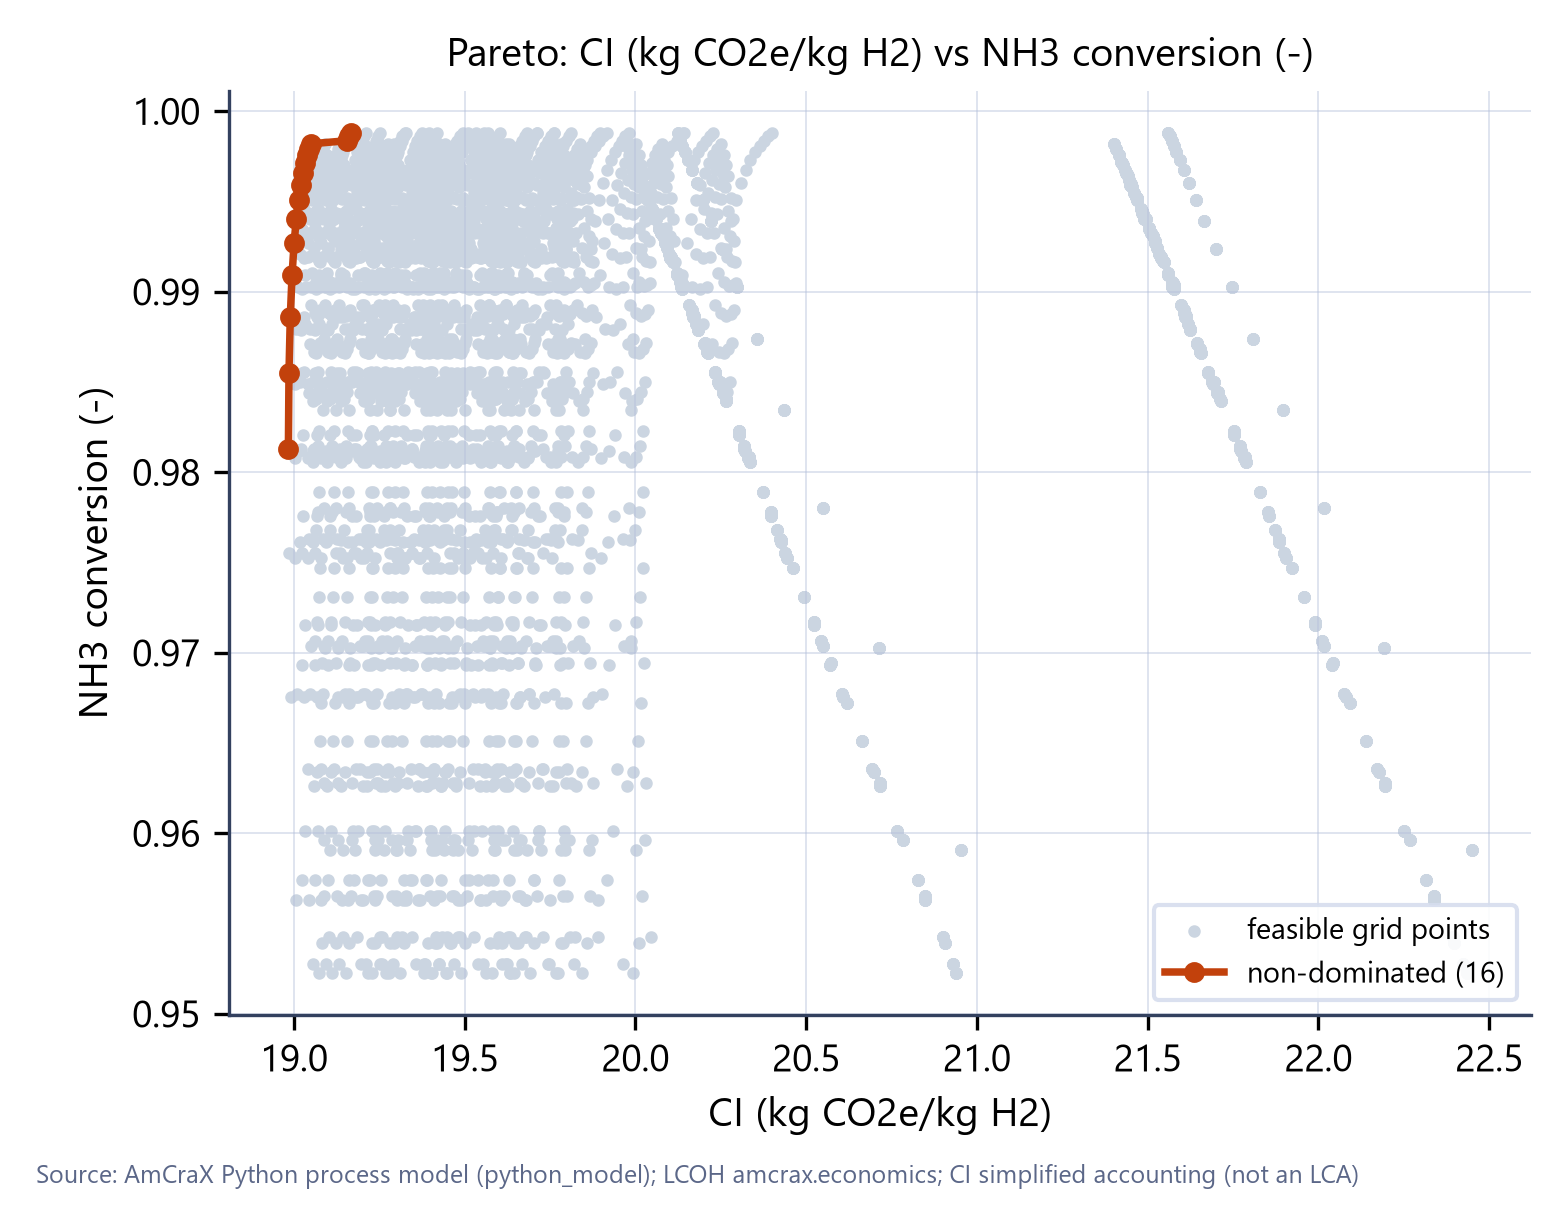 Pareto: CI (kg CO2e/kg H2) vs NH3 conversion (-)
NH3 conversion (-)
1.00
0.99
0.98
0.97
0.96
0.95
feasible grid points
non-dominated (16)
19.0 19.5 20.0 20.5 21.0 21.5 22.0 22.5
CI (kg CO2e/kg H2)
Source: AmCraX Python process model (python_model); LCOH amcrax.economics; CI simplified accounting (not an LCA)